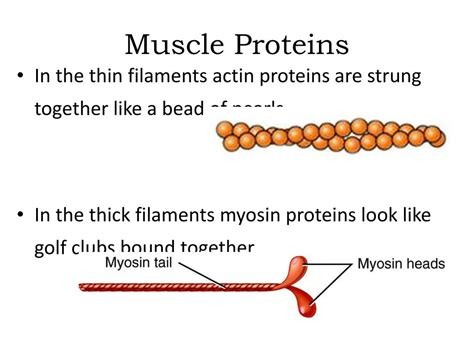 Muscle Proteins
• In the thin filaments actin proteins are strung
together like a bead of pearls
• In the thick filaments myosin proteins look like
golf clubs bound together
Myosin tail
Myosin heads